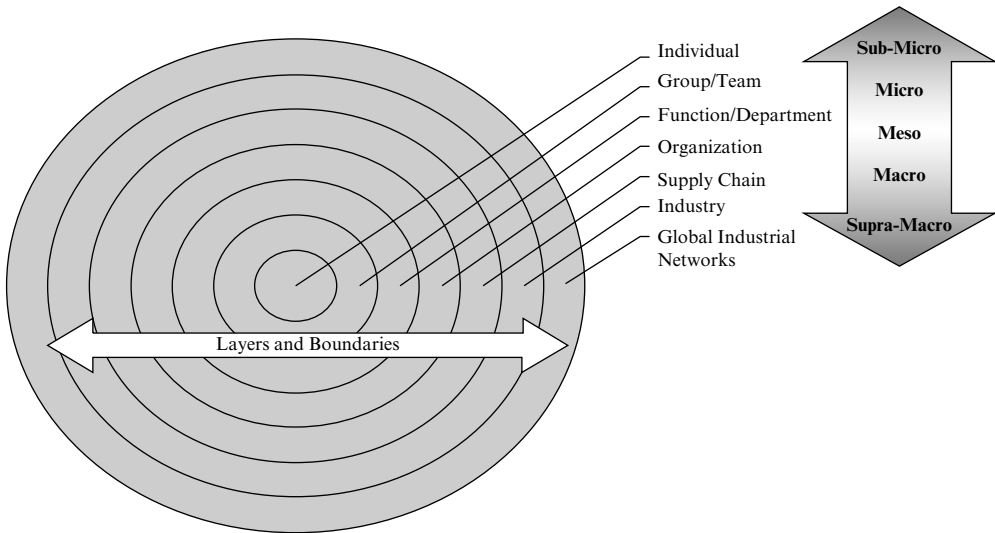 Individual
Group/Team
Function/Department
Organization
Supply Chain
Industry
Global Industrial
Networks
Sub-Micro
Micro
Meso
Macro
Supra-Macro
Layers and Boundaries